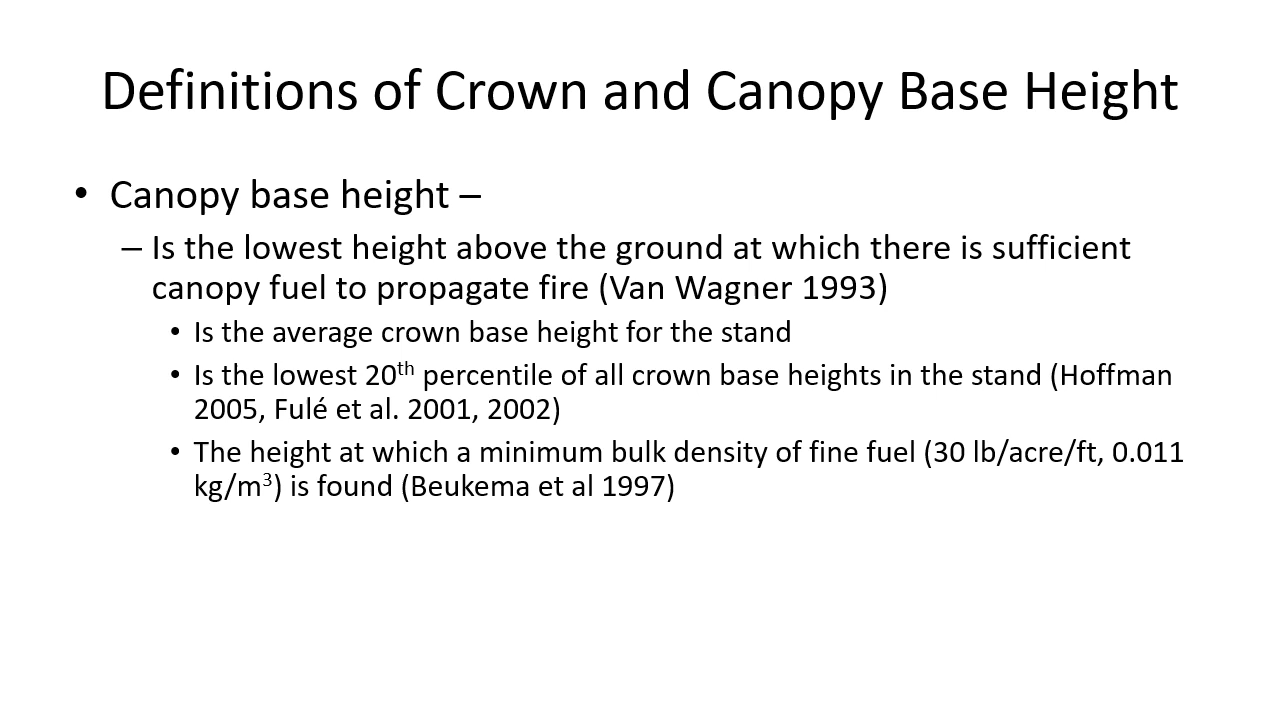 Definitions of Crown and Canopy Base Height
• Canopy base height –
– Is the lowest height above the ground at which there is sufficient
canopy fuel to propagate fire (Van Wagner 1993)
• Is the average crown base height for the stand
• Is the lowest 20th percentile of all crown base heights in the stand (Hoffman
2005, Fulé et al. 2001, 2002)
• The height at which a minimum bulk density of fine fuel (30 lb/acre/ft, 0.011
kg/m³) is found (Beukema et al 1997)